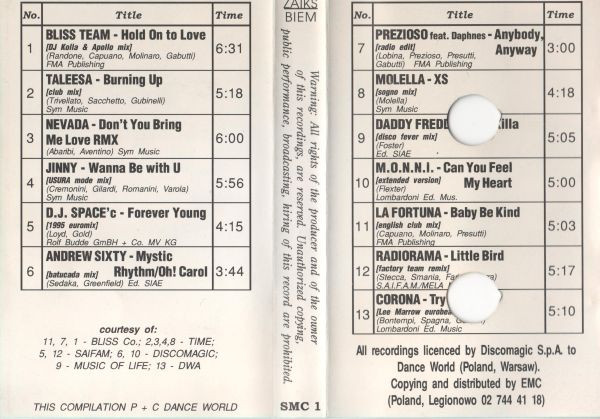 No. Title Time
1 BLISS TEAM - Hold On to Love 6:31
[DJ Kolla & Apollo mix]
(Randone, Capuano, Molinaro, Gabutti)
FMA Publishing
2 TALEESA - Burning Up 5:18
[club mix]
(Trivellato, Sacchetto, Gubinelli)
Sym Music
3 NEVADA - Don't You Bring 6:00
Me Love RMX
(Abaribi, Aventino) Sym Music
4 JINNY - Wanna Be with U 5:56
[USURA mode mix]
(Cremonini, Gilardi, Romanini, Varola)
Sym Music
5 D.J. SPACE'c - Forever Young 4:15
[1995 euromix]
(Loyd, Gold)
Rolf Budde GmBH + Co. MV KG
6 ANDREW SIXTY - Mystic 3:44
[batucada mix] Rhythm/Oh! Carol
(Sedaka, Greenfield) Ed. SIAE
courtesy of:
11, 7, 1 - BLISS Co.; 2,3,4,8 - TIME;
5, 12 - SAIFAM; 6, 10 - DISCOMAGIC;
9 - MUSIC OF LIFE; 13 - DWA
THIS COMPILATION P + C DANCE WORLD
ZAIKS
BIEM
Warning: All rights of the producer and of the owner
of this recordings, are reserved. Unauthorized copying,
public performance, broadcasting, hiring of this record are prohibited.
SMC 1
No. Title Time
7 PREZIOSO feat. Daphnes - Anybody, 3:00
[radio edit] Anyway
(Lobina, Prezioso, Presutti,
Gabutti) FMA Publishing
8 MOLELLA - XS 4:18
[sogno mix]
(Molella)
Sym Music
9 DADDY FREDD illa 5:05
[disco fever mix]
(Foster)
Ed. SIAE
10 M.O.N.N.I. - Can You Feel 5:00
[extended version] My Heart
(Flexter)
Lombardoni Ed. Mus.
11 LA FORTUNA - Baby Be Kind 5:03
[english club mix]
(Capuano, Molinaro, Presutti)
FMA Publishing
12 RADIORAMA - Little Bird 5:17
[factory team remix]
(Stecca, Smania,
S.A.I.F.A.M./MELA
13 CORONA - Try 5:10
[Lee Marrow eurobea
(Bontempi, Spagna,
Lombardoni Ed. Music
All recordings licenced by Discomagic S.p.A. to
Dance World (Poland, Warsaw).
Copying and distributed by EMC
(Poland, Legionowo 02 744 41 18)